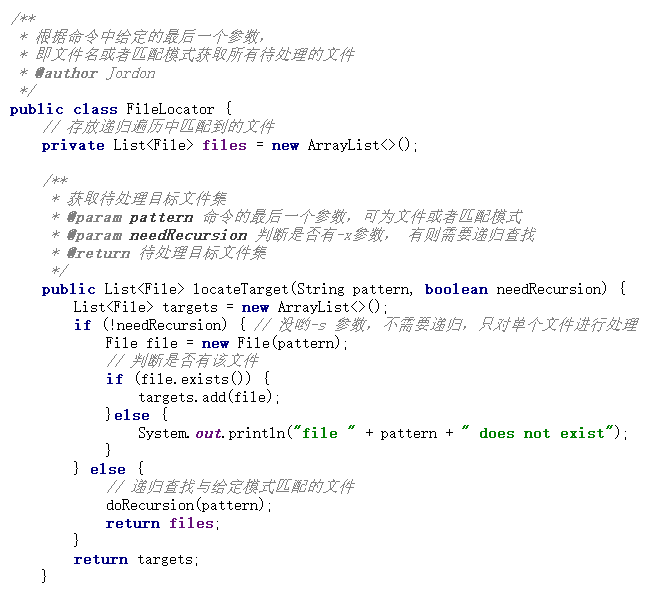 /**
 * 根据命令中给定的最后一个参数，
 * 即文件名或者匹配模式获取所有待处理的文件
 * @author Jordon
 */
public class FileLocator {
    // 存放递归遍历中匹配到的文件
    private List<File> files = new ArrayList<>();

    /**
     * 获取待处理目标文件集
     * @param pattern 命令的最后一个参数，可为文件或者匹配模式
     * @param needRecursion 判断是否有-x参数， 有则需要递归查找
     * @return 待处理目标文件集
     */
    public List<File> locateTarget(String pattern, boolean needRecursion) {
        List<File> targets = new ArrayList<>();
        if (!needRecursion) { // 没哟-s 参数，不需要递归，只对单个文件进行处理
            File file = new File(pattern);
            // 判断是否有该文件
            if (file.exists()) {
                targets.add(file);
            }else {
                System.out.println("file " + pattern + " does not exist");
            }
        } else {
            // 递归查找与给定模式匹配的文件
            doRecursion(pattern);
            return files;
        }
        return targets;
    }